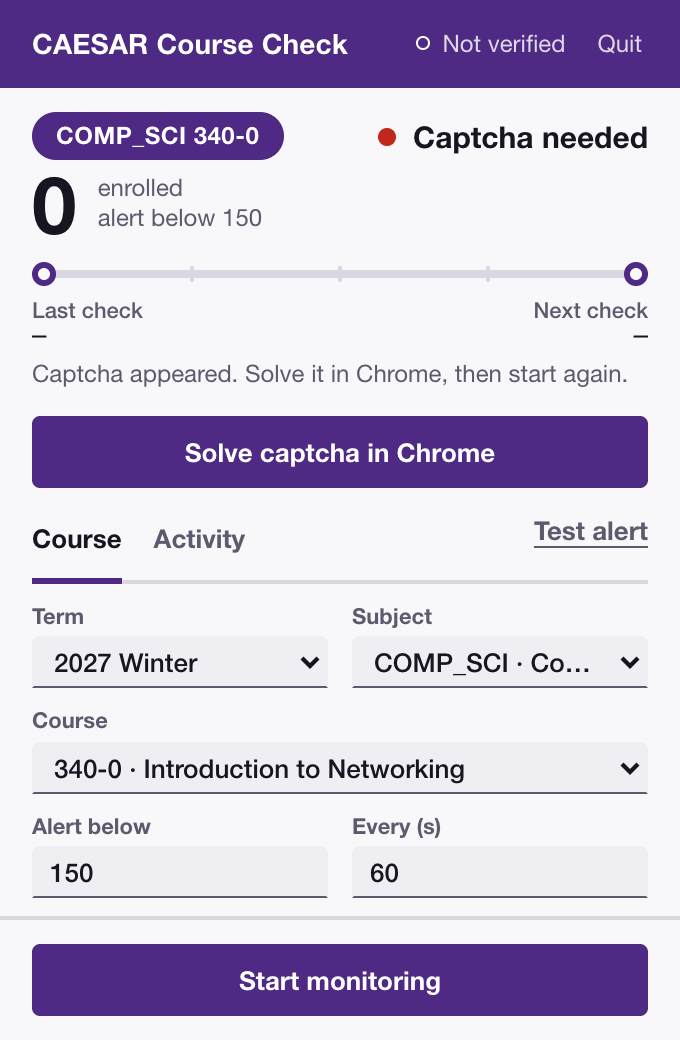 CAESAR Course Check
Not verified
Quit
COMP_SCI 340-0
Captcha needed
0
enrolled
alert below 150
Last check
Next check
–
–
Captcha appeared. Solve it in Chrome, then start again.
Solve captcha in Chrome
Course
Activity
Test alert
Term
Subject
2027 Winter
COMP_SCI · Co...
Course
340-0 · Introduction to Networking
Alert below
Every (s)
150
60
Start monitoring